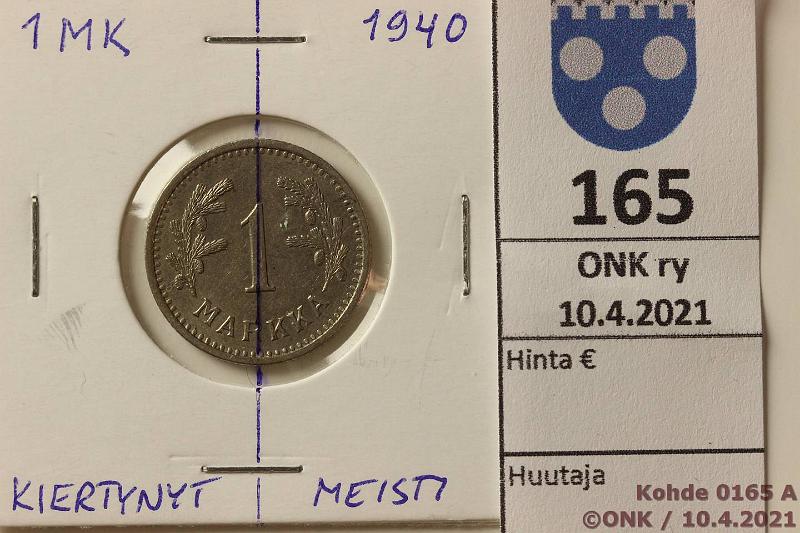 1 MK 1940
1
MARKKA
KIERTYNYT MEISTI
165
ONK ry
10.4.2021
Hinta €
Huutaja
Kohde 0165 A
©ONK / 10.4.2021